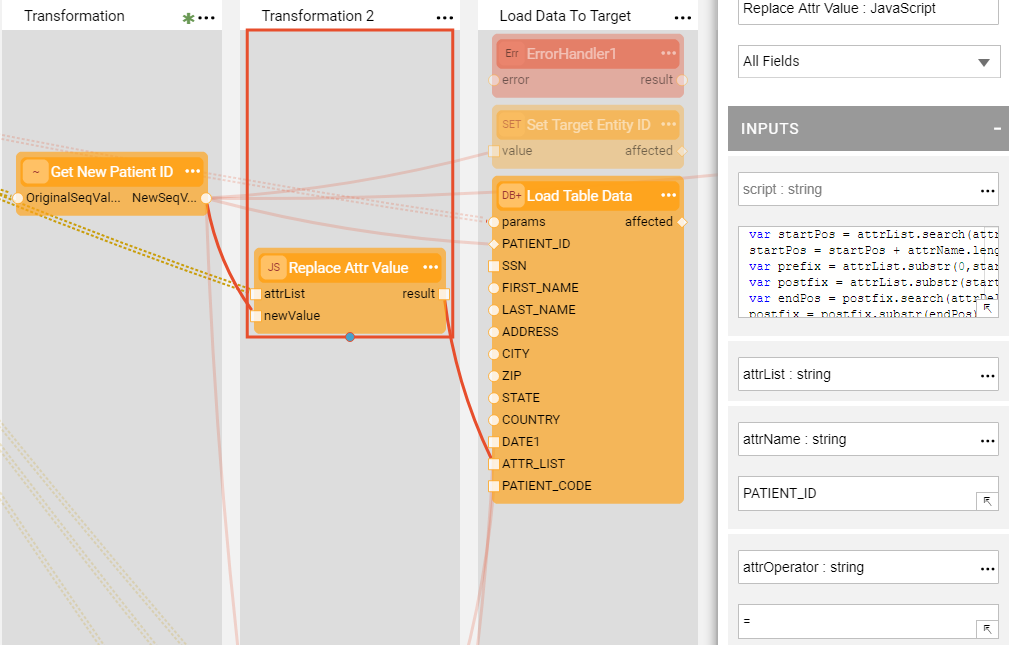 Transformation
Transformation 2
Load Data To Target
Replace Attr Value : JavaScript
All Fields
INPUTS
script : string
var startPos = attrList.search(attr
startPos = startPos + attrName.leng
var prefix = attrList.substr(0,star
var postfix = attrList.substr(start
var endPos = postfix.search(attrDel
postfix = postfix.substr(endPos)
attrList : string
attrName : string
PATIENT_ID
attrOperator : string
=
~ Get New Patient ID
OriginalSeqVal... NewSeqV...
JS Replace Attr Value
attrList result
newValue
Err ErrorHandler1
error result
SET Set Target Entity ID
value affected
DB+ Load Table Data
params affected
PATIENT_ID
SSN
FIRST_NAME
LAST_NAME
ADDRESS
CITY
ZIP
STATE
COUNTRY
DATE1
ATTR_LIST
PATIENT_CODE